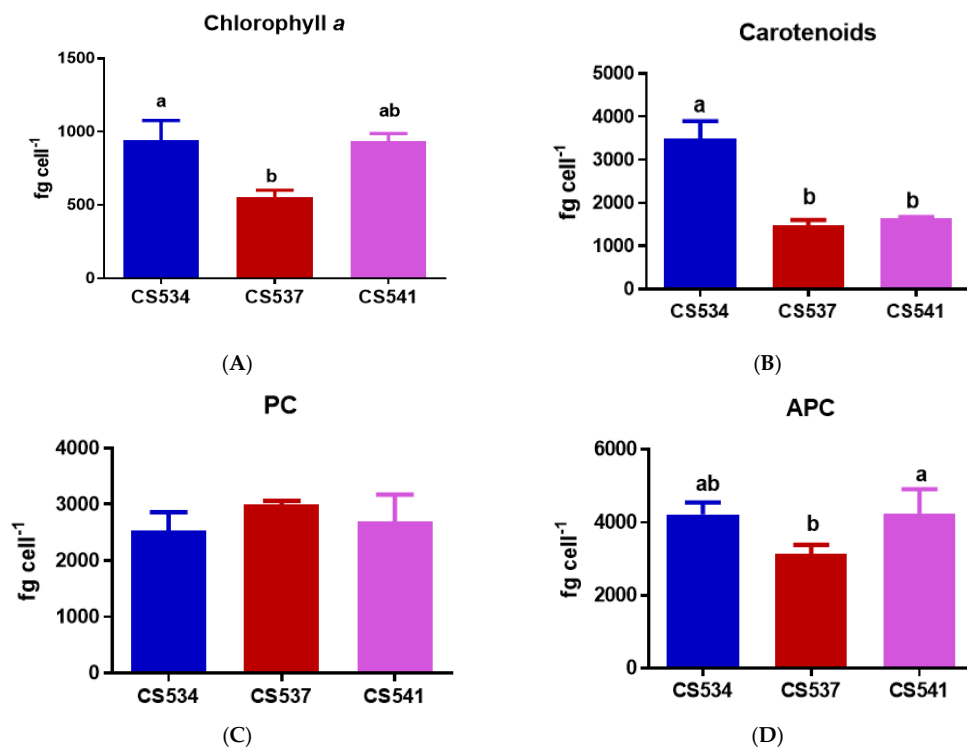 Chlorophyll a
1500
1000
500
0
fg cell-1
a
b
ab
CS534 CS537 CS541
(A)
Carotenoids
5000
4000
3000
2000
1000
0
fg cell-1
a
b
b
CS534 CS537 CS541
(B)
PC
4000
3000
2000
1000
0
fg cell-1
CS534 CS537 CS541
(C)
APC
6000
4000
2000
0
fg cell-1
ab
b
a
CS534 CS537 CS541
(D)